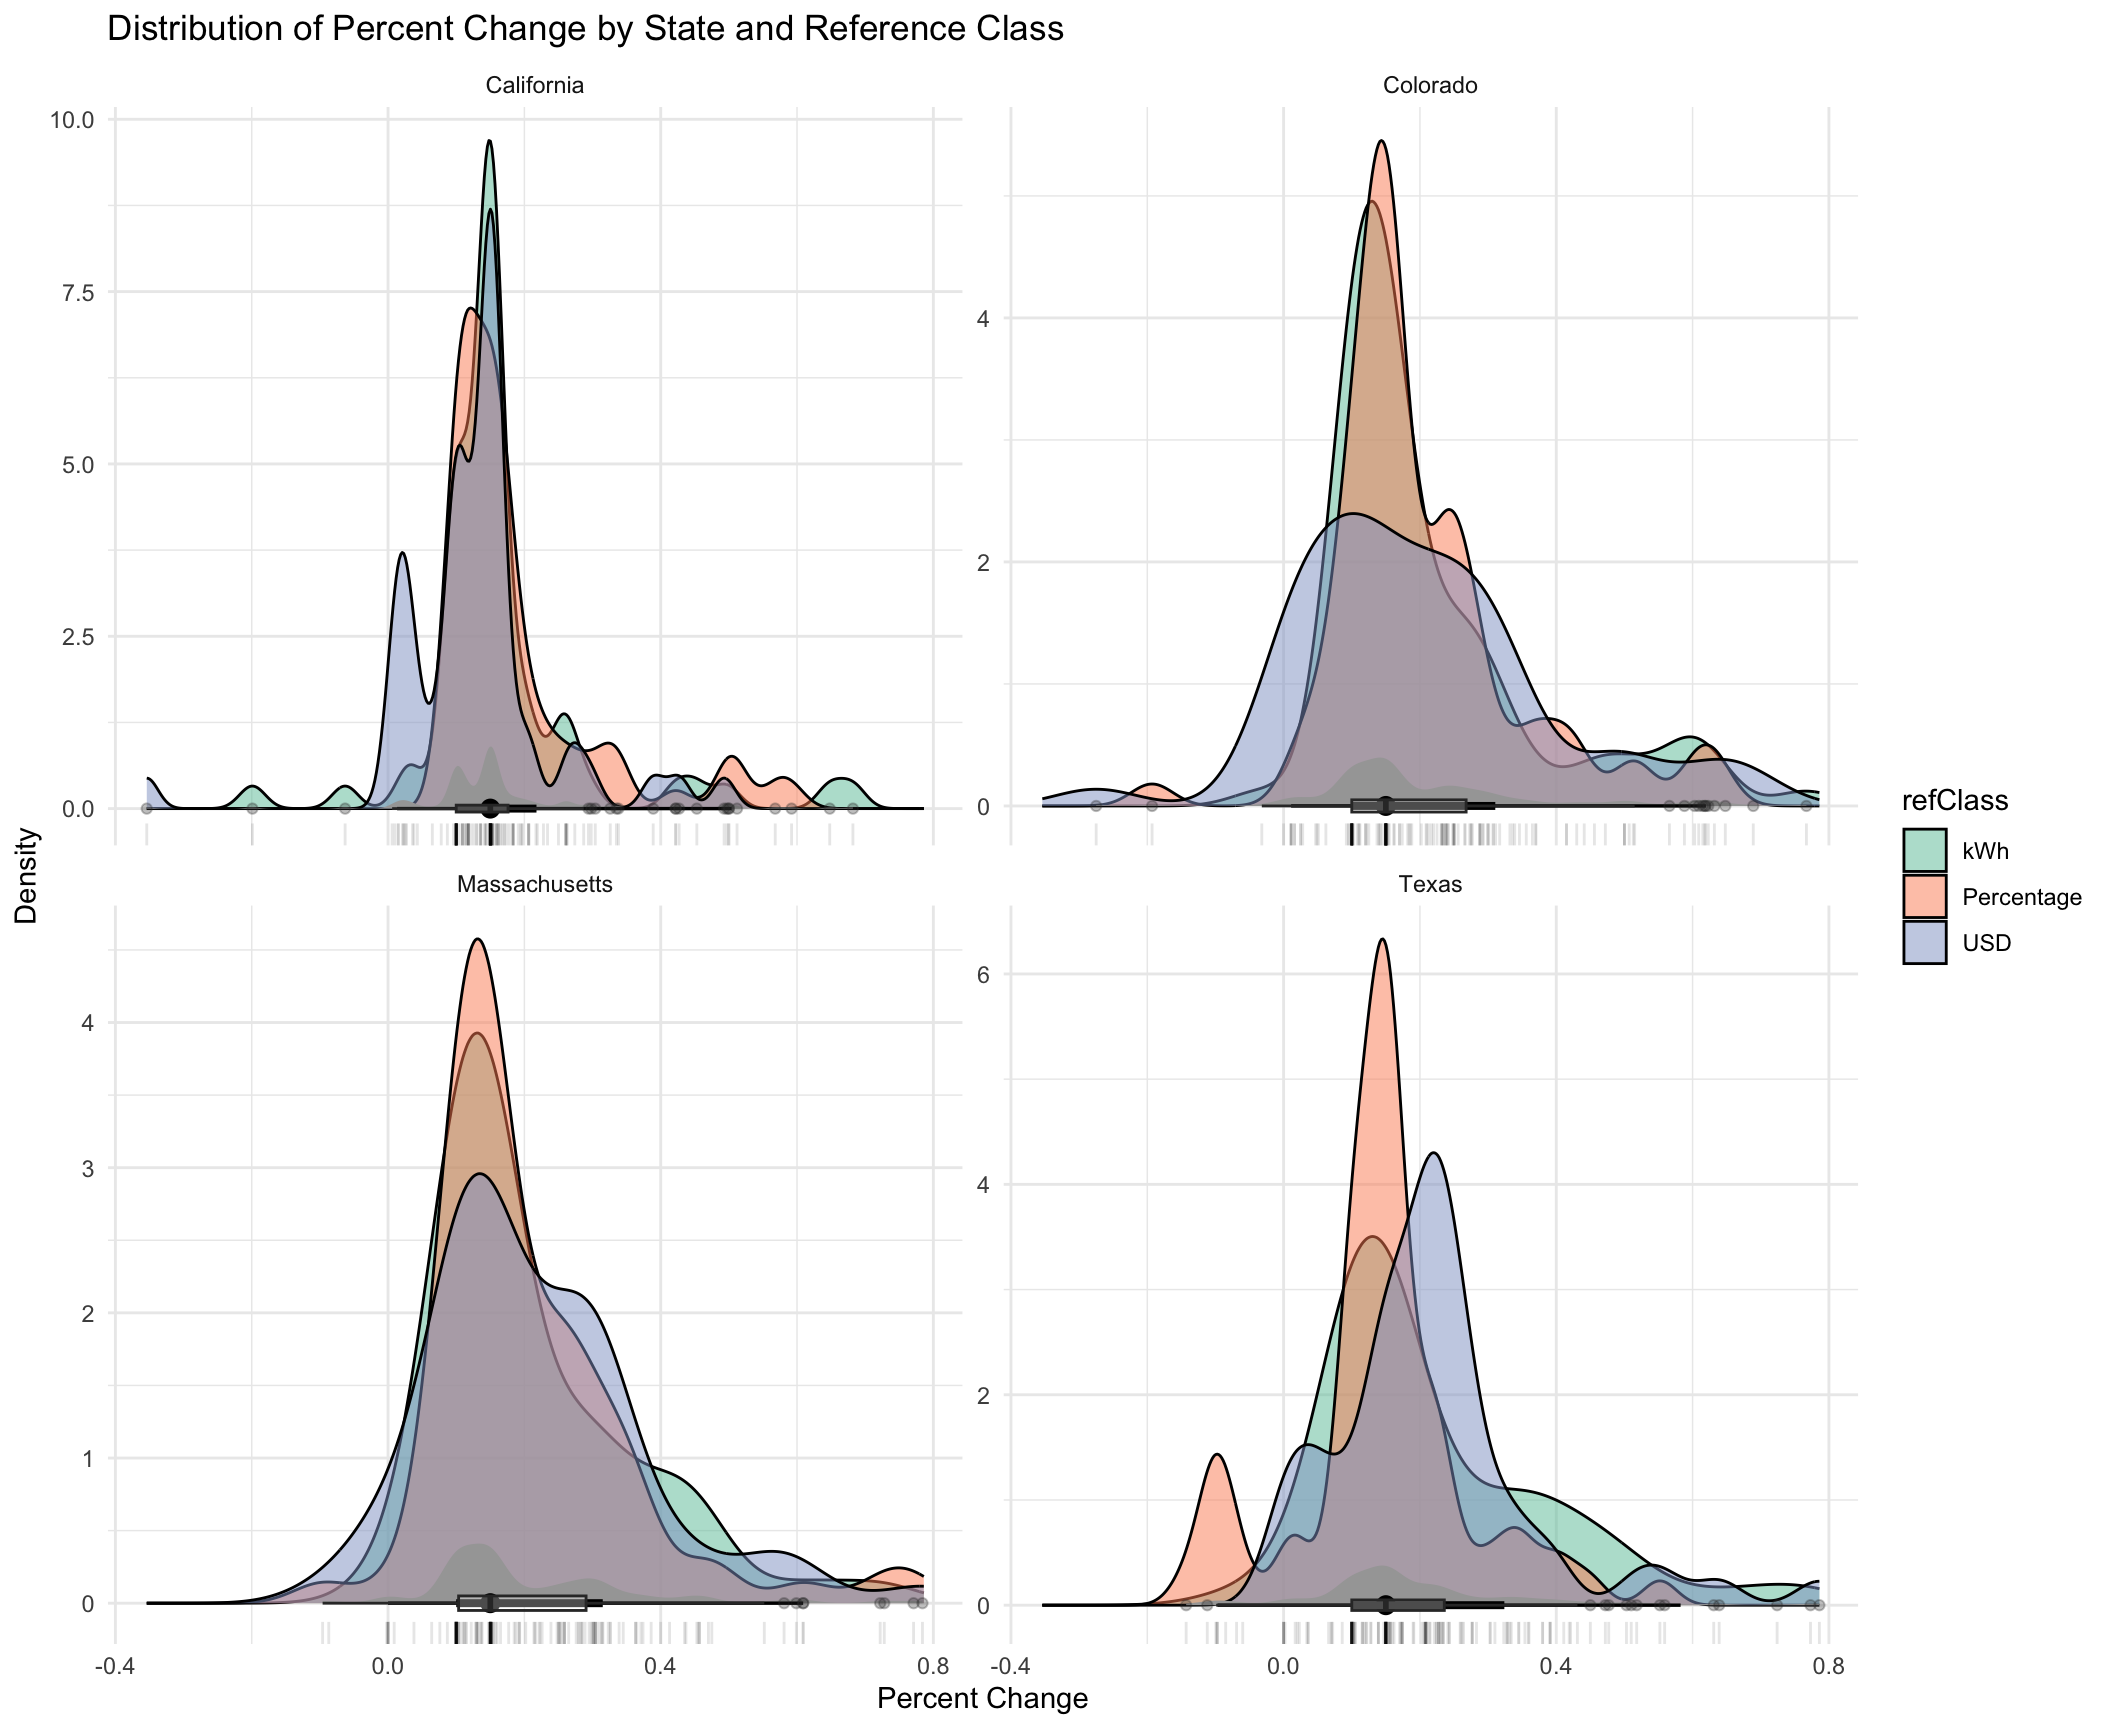 Distribution of Percent Change by State and Reference Class
California
Colorado
10.0
7.5
5.0
2.5
0.0
4
2
0
Massachusetts
Texas
4
3
2
1
0
6
4
2
0
-0.4
0.0
0.4
0.8
-0.4
0.0
0.4
0.8
Percent Change
Density
refClass
kWh
Percentage
USD